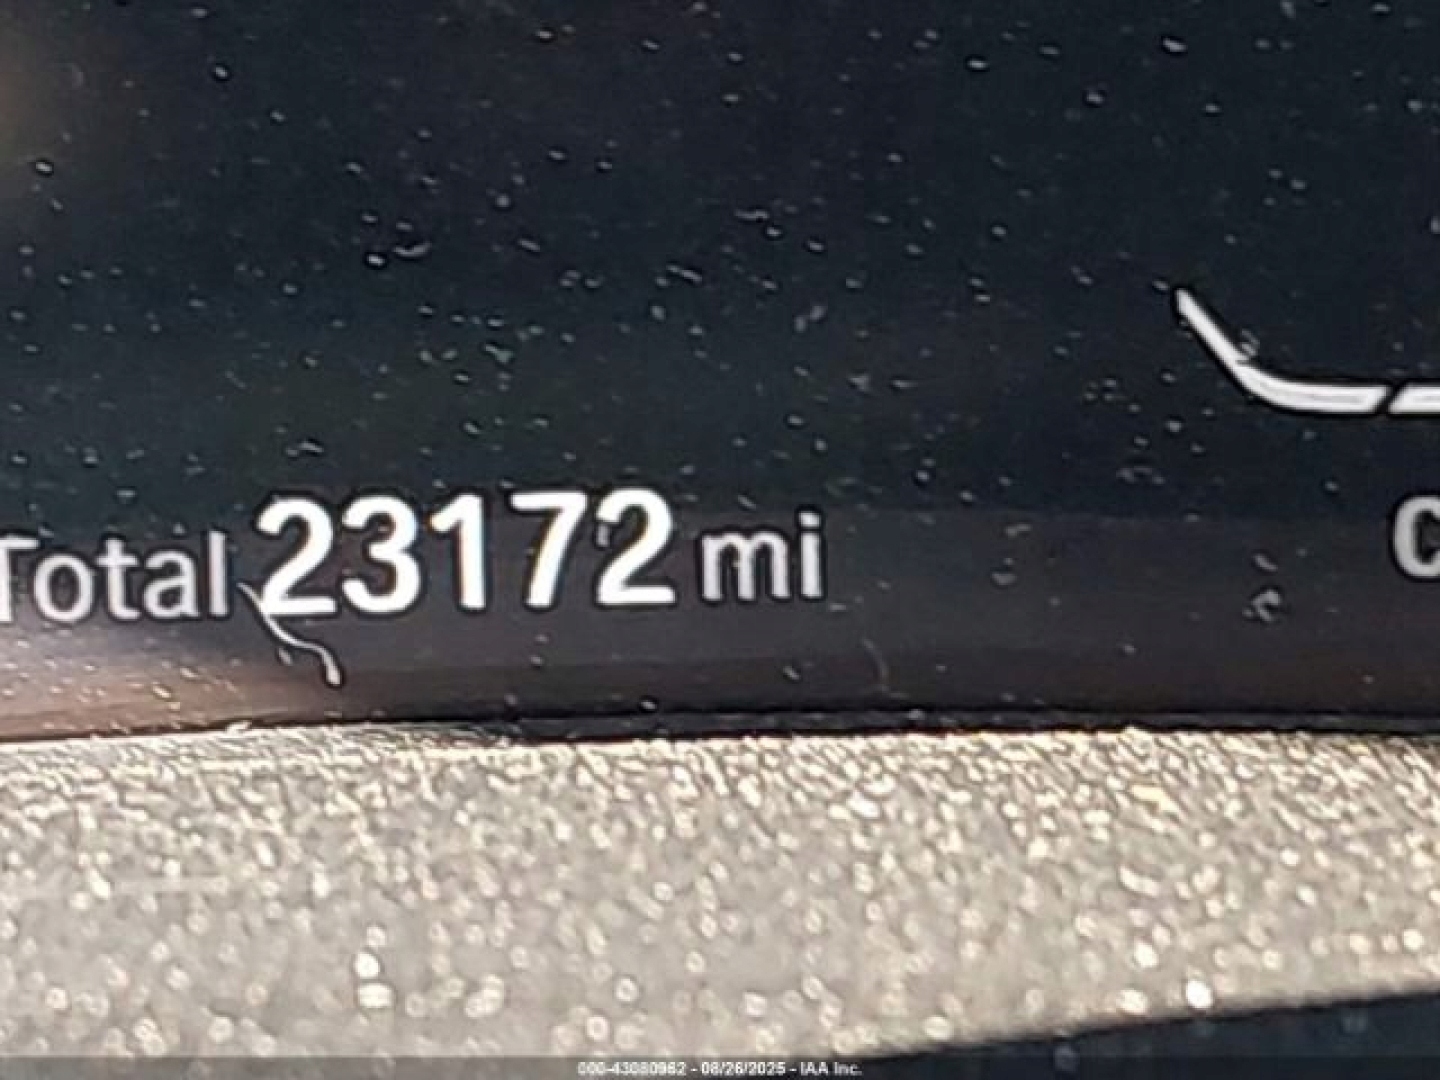 Total 23172 mi
C
000-43080962 - 08/26/2025 - IAA Inc.